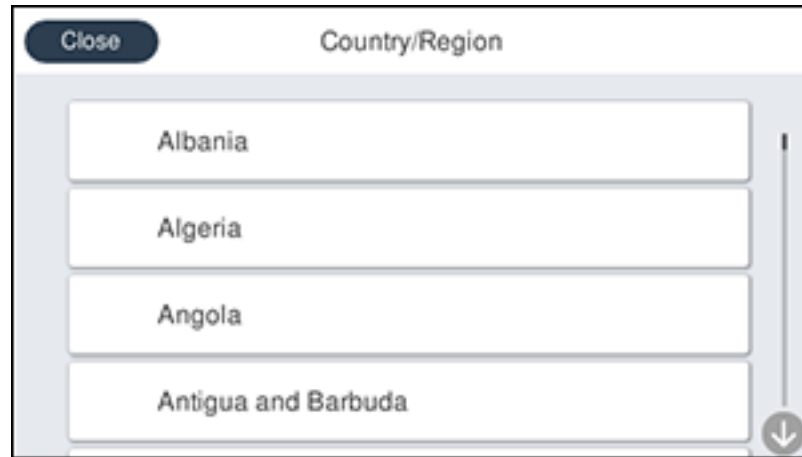 Close
Country/Region
Albania
Algeria
Angola
Antigua and Barbuda